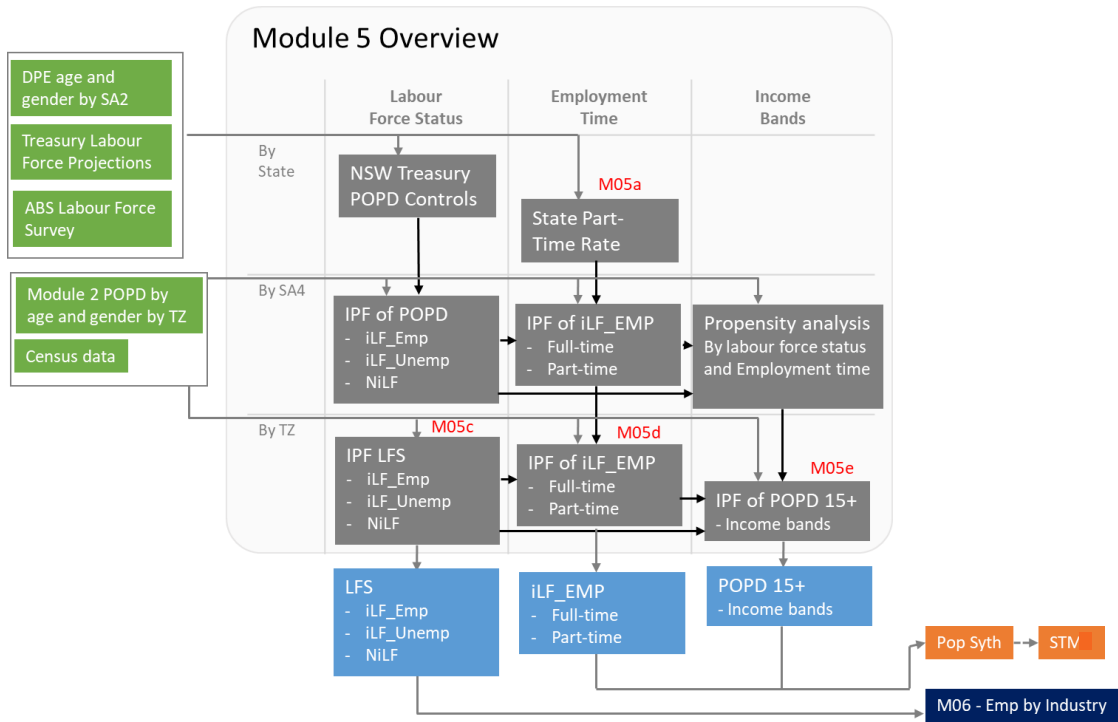 Module 5 Overview
DPE age and
gender by SA2
Treasury Labour
Force Projections
ABS Labour Force
Survey
Labour
Force Status
Employment
Time
Income
Bands
By
State
NSW Treasury
POPD Controls
M05a
State Part-
Time Rate
Module 2 POPD by
age and gender by TZ
Census data
By SA4
IPF of POPD
- iLF_Emp
- iLF_Unemp
- NiLF
IPF of iLF_EMP
- Full-time
- Part-time
Propensity analysis
By labour force status
and Employment time
By TZ
M05c
IPF LFS
- iLF_Emp
- iLF_Unemp
- NiLF
M05d
IPF of iLF_EMP
- Full-time
- Part-time
M05e
IPF of POPD 15+
- Income bands
LFS
- iLF_Emp
- iLF_Unemp
- NiLF
iLF_EMP
- Full-time
- Part-time
POPD 15+
- Income bands
Pop Syth
STM
M06 - Emp by Industry